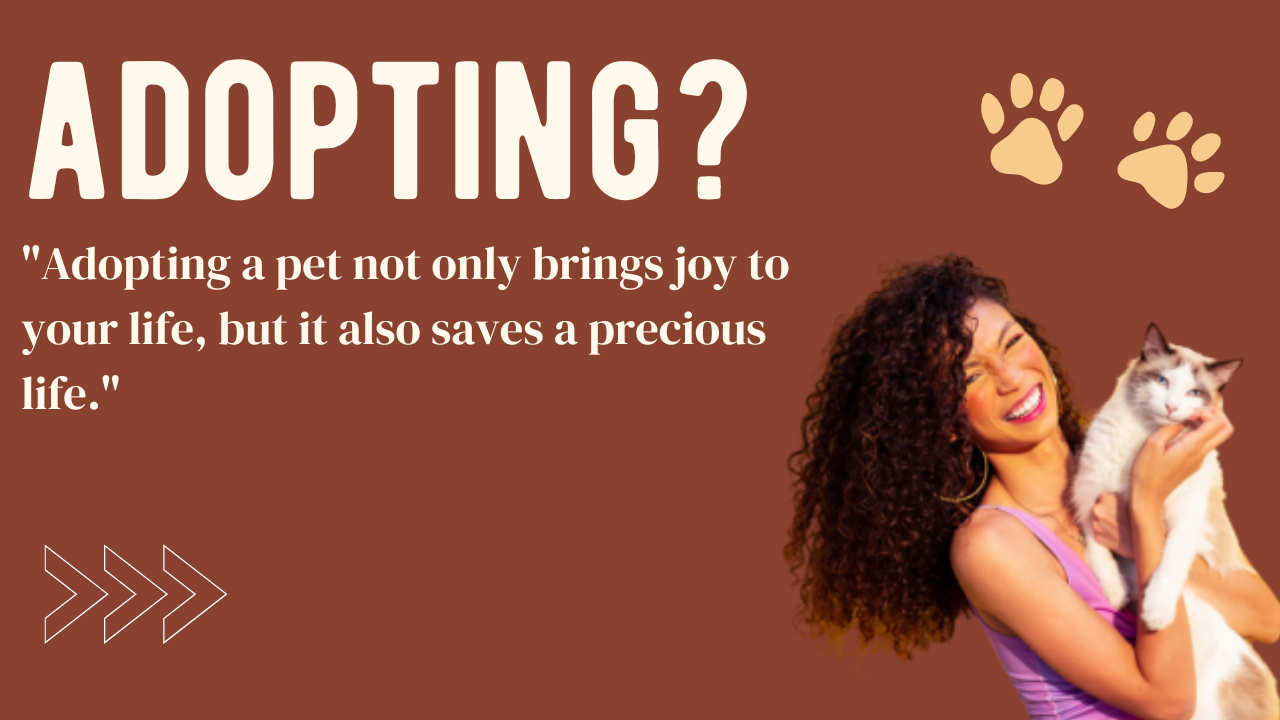 ADOPTING?
"Adopting a pet not only brings joy to
your life, but it also saves a precious
life."